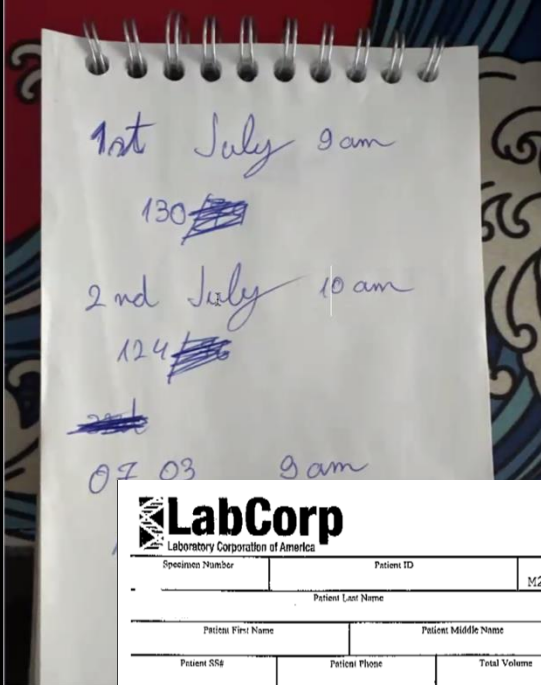 1st July 9am
130
2nd July 10 am
124
07 03 9am
LabCorp
Laboratory Corporation of America
Specimen Number Patient ID
M2
Patient Last Name
Patient First Name Patient Middle Name
Patient SS# Patient Phone Total Volume